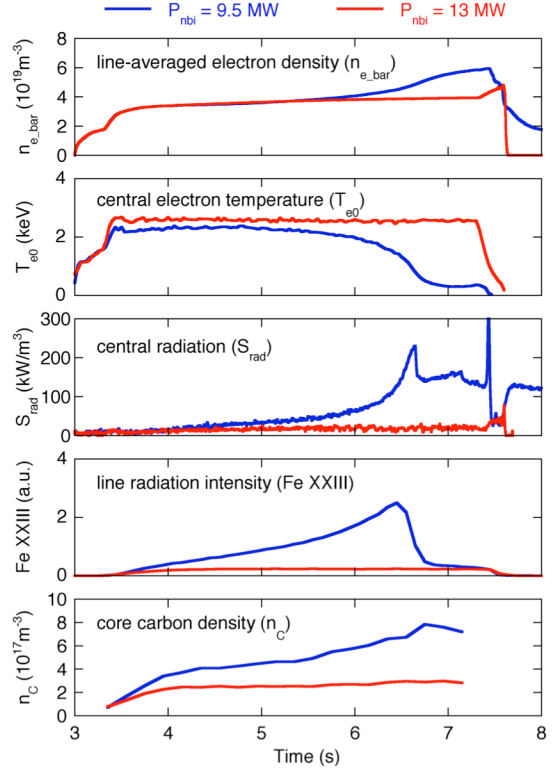 P_nbi = 9.5 MW P_nbi = 13 MW
8
6
4
2
0
n_e_bar (10^19 m^-3)
line-averaged electron density (n_e_bar)
4
2
0
T_e0 (keV)
central electron temperature (T_e0)
300
200
100
0
S_rad (kW/m^3)
central radiation (S_rad)
4
2
0
Fe XXIII (a.u.)
line radiation intensity (Fe XXIII)
10
8
6
4
2
0
n_C (10^17 m^-3)
core carbon density (n_C)
3 4 5 6 7 8
Time (s)